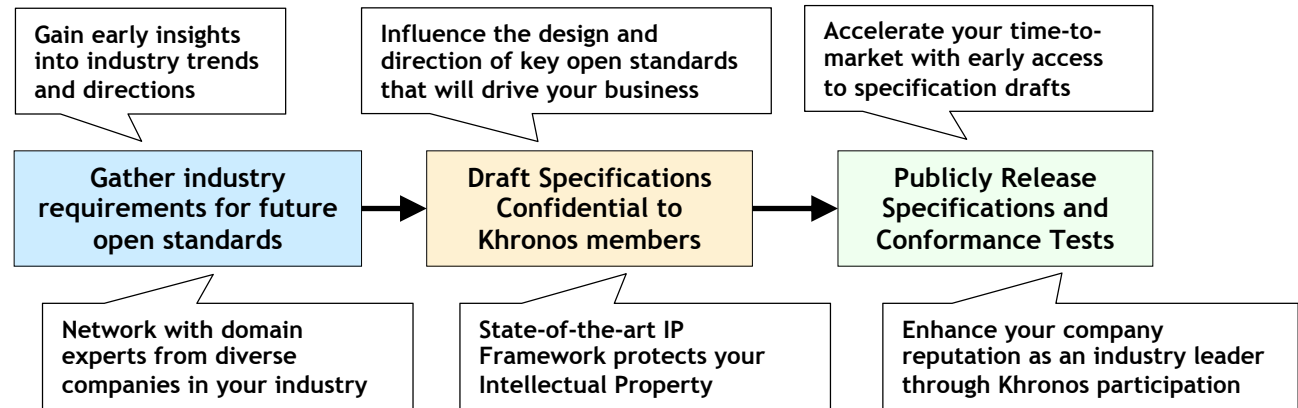 Gain early insights
into industry trends
and directions
Influence the design and
direction of key open standards
that will drive your business
Accelerate your time-to-
market with early access
to specification drafts
Gather industry
requirements for future
open standards
Draft Specifications
Confidential to
Khronos members
Publicly Release
Specifications and
Conformance Tests
Network with domain
experts from diverse
companies in your industry
State-of-the-art IP
Framework protects your
Intellectual Property
Enhance your company
reputation as an industry leader
through Khronos participation